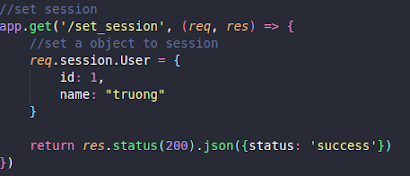 //set session
app.get('/set_session', (req, res) => {
    //set a object to session
    req.session.User = {
        id: 1,
        name: "truong"
    }
    return res.status(200).json({status: 'success'})
})